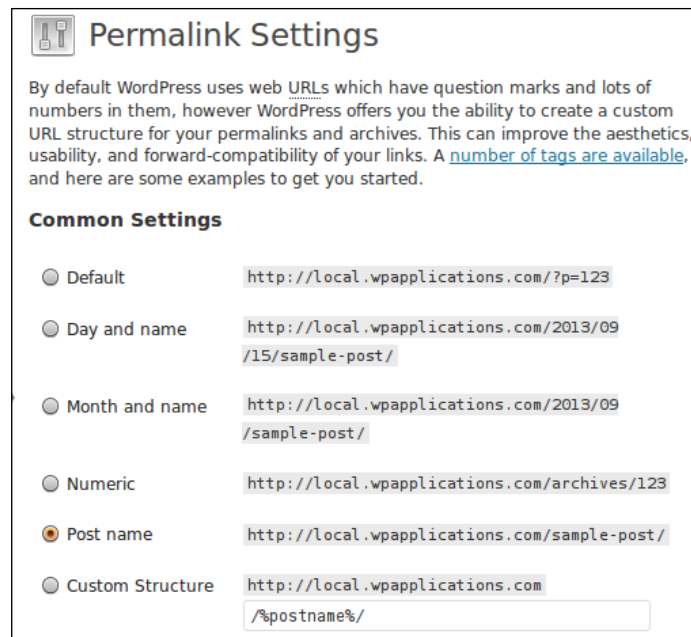 Permalink Settings
By default WordPress uses web URLs which have question marks and lots of
numbers in them, however WordPress offers you the ability to create a custom
URL structure for your permalinks and archives. This can improve the aesthetics,
usability, and forward-compatibility of your links. A number of tags are available,
and here are some examples to get you started.
Common Settings
Default http://local.wpapplications.com/?p=123
Day and name http://local.wpapplications.com/2013/09
/15/sample-post/
Month and name http://local.wpapplications.com/2013/09
/sample-post/
Numeric http://local.wpapplications.com/archives/123
Post name http://local.wpapplications.com/sample-post/
Custom Structure http://local.wpapplications.com
/%postname%/